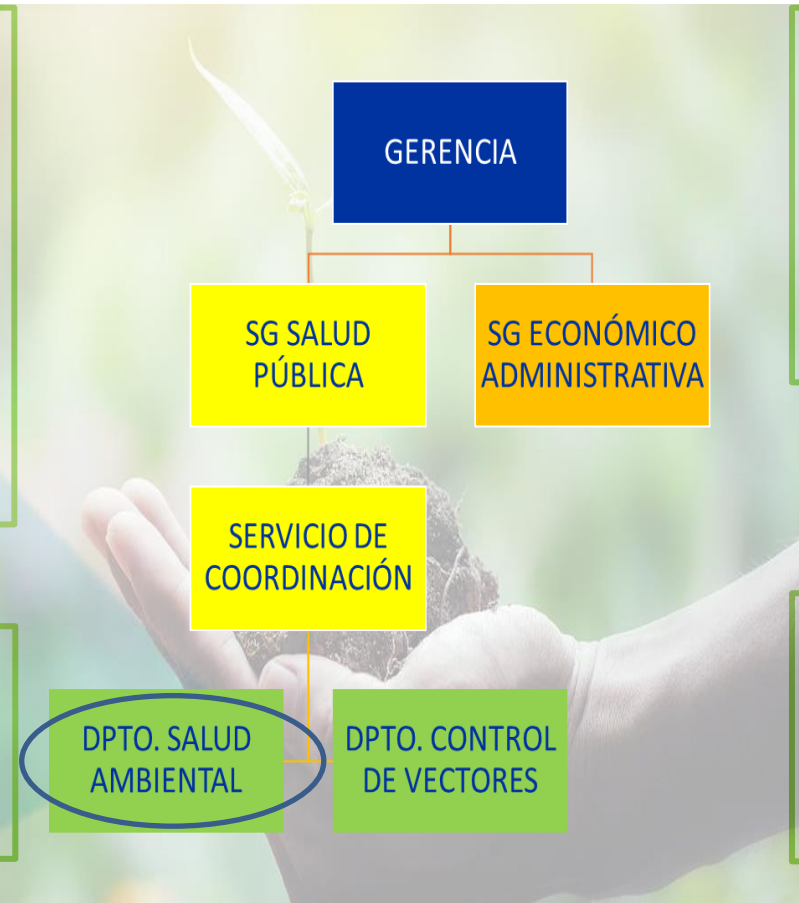 GERENCIA
SG SALUD
PÚBLICA
SG ECONÓMICO
ADMINISTRATIVA
SERVICIO DE
COORDINACIÓN
DPTO. SALUD
AMBIENTAL
DPTO. CONTROL
DE VECTORES